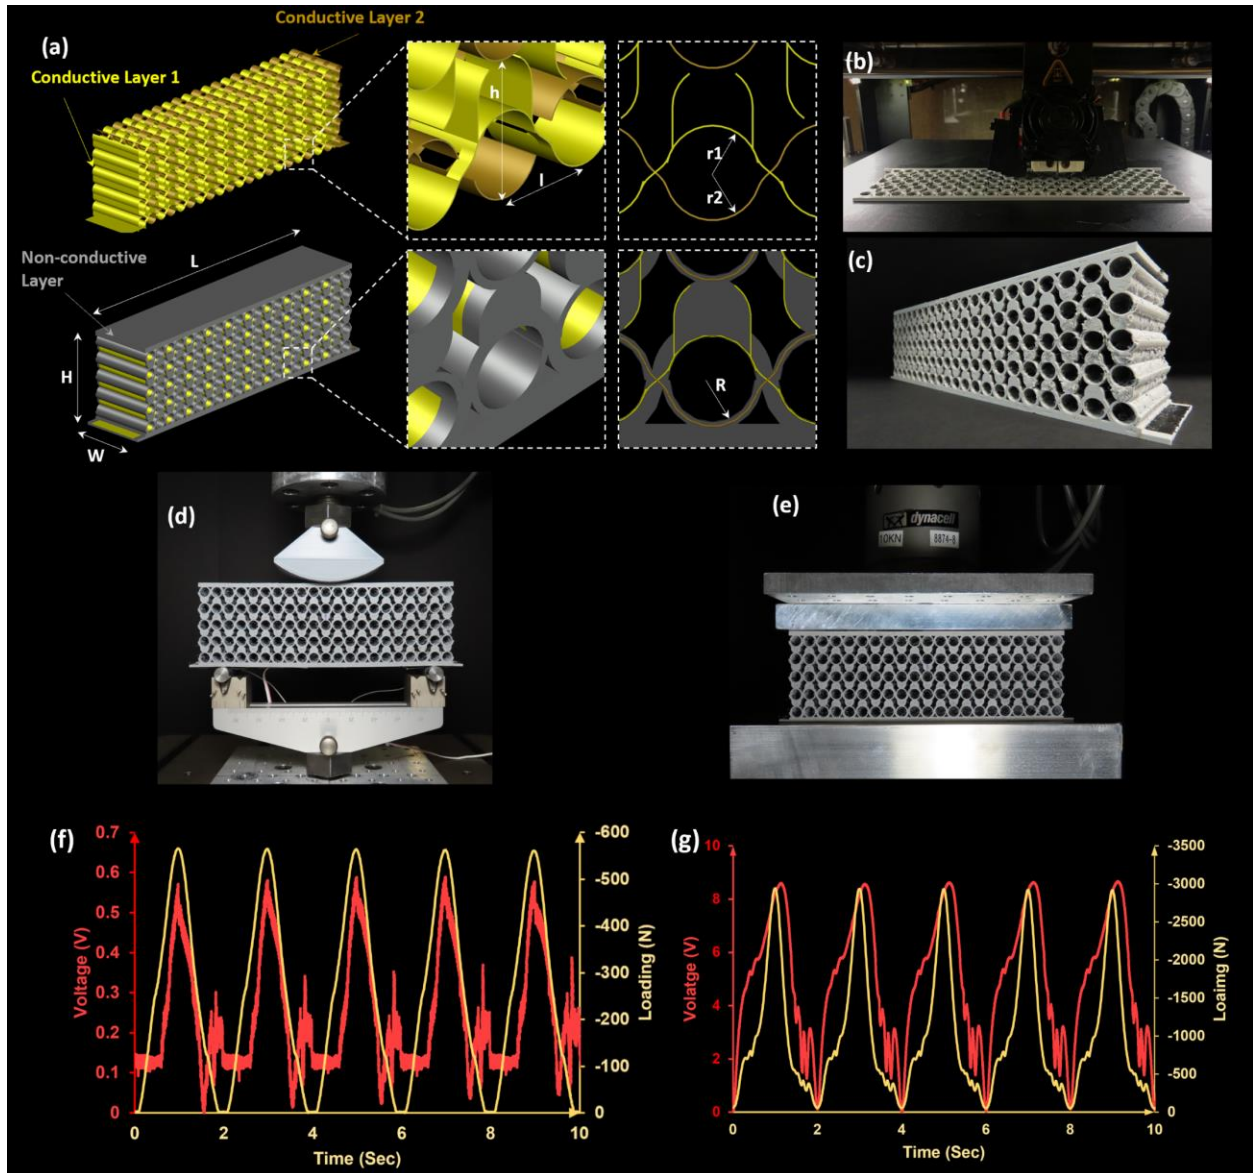 (a)
Conductive Layer 2
Conductive Layer 1
h
l
r1
r2
(b)
Non-conductive
Layer
L
H
W
R
(c)
(d)
(e)
dynacell
8874-8
(f)
0.7
0.6
0.5
0.4
0.3
0.2
0.1
0
Voltage (V)
-600
-500
-400
-300
-200
-100
0
Loading (N)
0 2 4 6 8 10
Time (Sec)
(g)
10
8
6
4
2
0
Volatge (V)
-3500
-3000
-2500
-2000
-1500
-1000
-500
0
Loaimg (N)
0 2 4 6 8 10
Time (Sec)